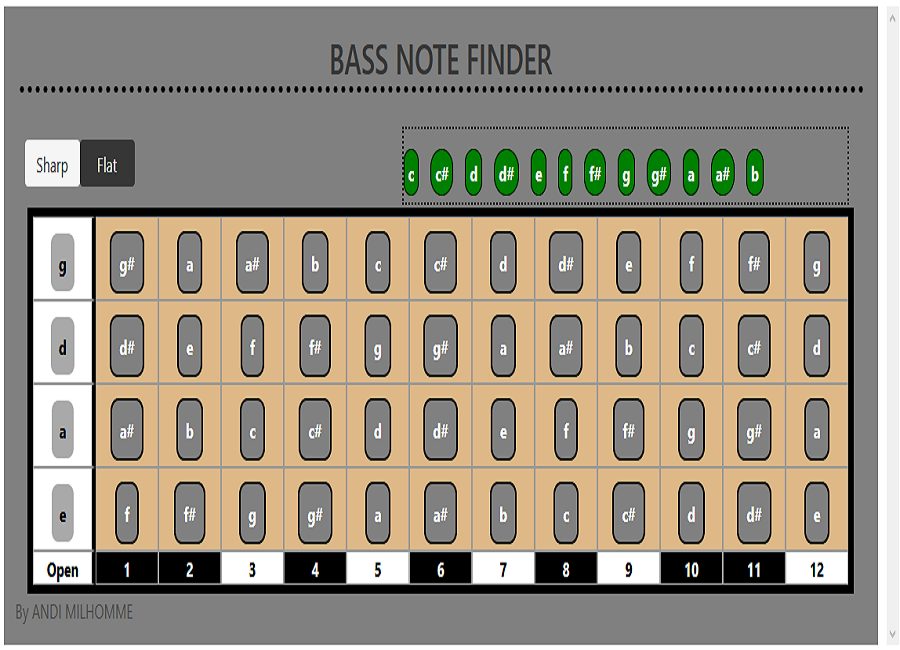 BASS NOTE FINDER
Sharp Flat
c c# d d# e f f# g g# a a# b
g g# a a# b c c# d d# e f f# g
d d# e f f# g g# a a# b c c# d
a a# b c c# d d# e f f# g g# a
e f f# g g# a a# b c c# d d# e
Open 1 2 3 4 5 6 7 8 9 10 11 12
By ANDI MILHOMME